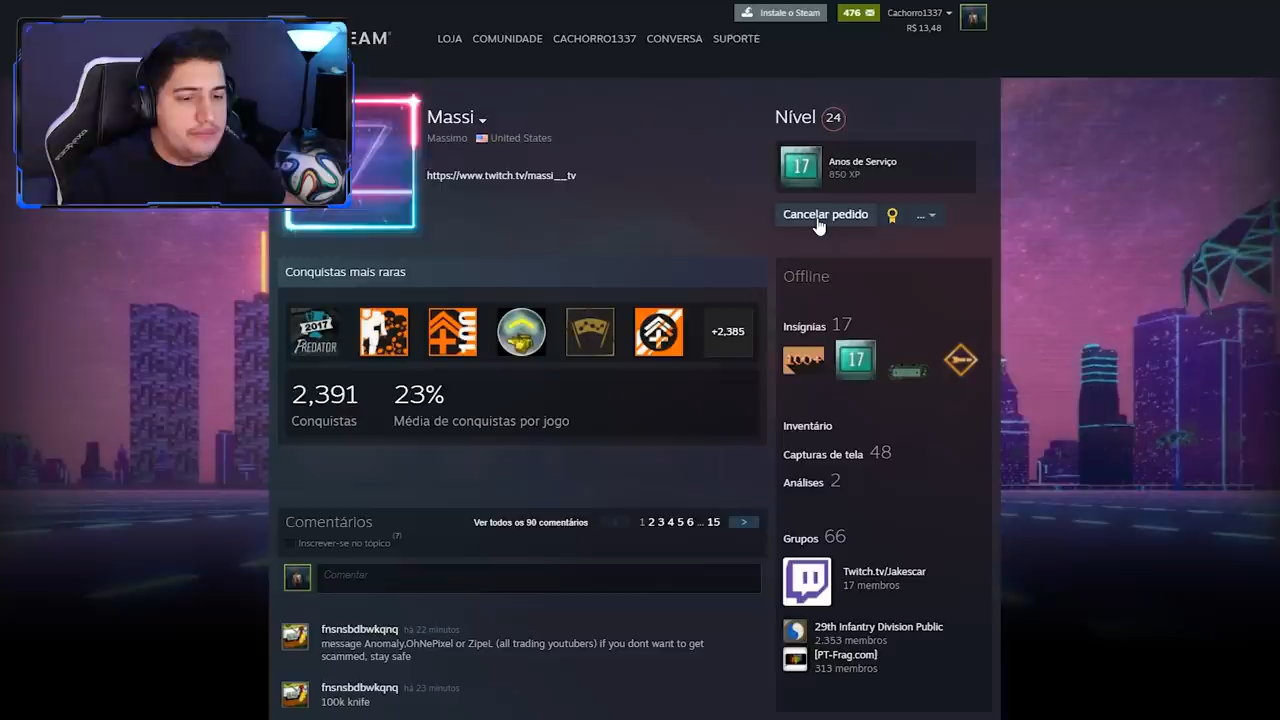 Instale o Steam
476
Cachorro1337
R$ 13,48
EAM
LOJA COMUNIDADE CACHORRO1337 CONVERSA SUPORTE
Massi
Massimo United States
https://www.twitch.tv/massi__tv
Nível 24
17
Anos de Serviço
850 XP
Cancelar pedido
...
Conquistas mais raras
2017
PREDATOR
100
+2,385
2,391
Conquistas
23%
Média de conquistas por jogo
Offline
Insígnias 17
100+
17
Inventário
Capturas de tela 48
Análises 2
Grupos 66
Twitch.tv/Jakescar
17 membros
29th Infantry Division Public
2.353 membros
[PT-Frag.com]
313 membros
Comentários
Ver todos os 90 comentários
< 1 2 3 4 5 6 ... 15 >
Inscrever-se no tópico (?)
Comentar
fnsnsbdbwkqnq há 22 minutos
message Anomaly,OhNePixel or ZipeL (all trading youtubers) if you dont want to get
scammed, stay safe
fnsnsbdbwkqnq há 23 minutos
100k knife